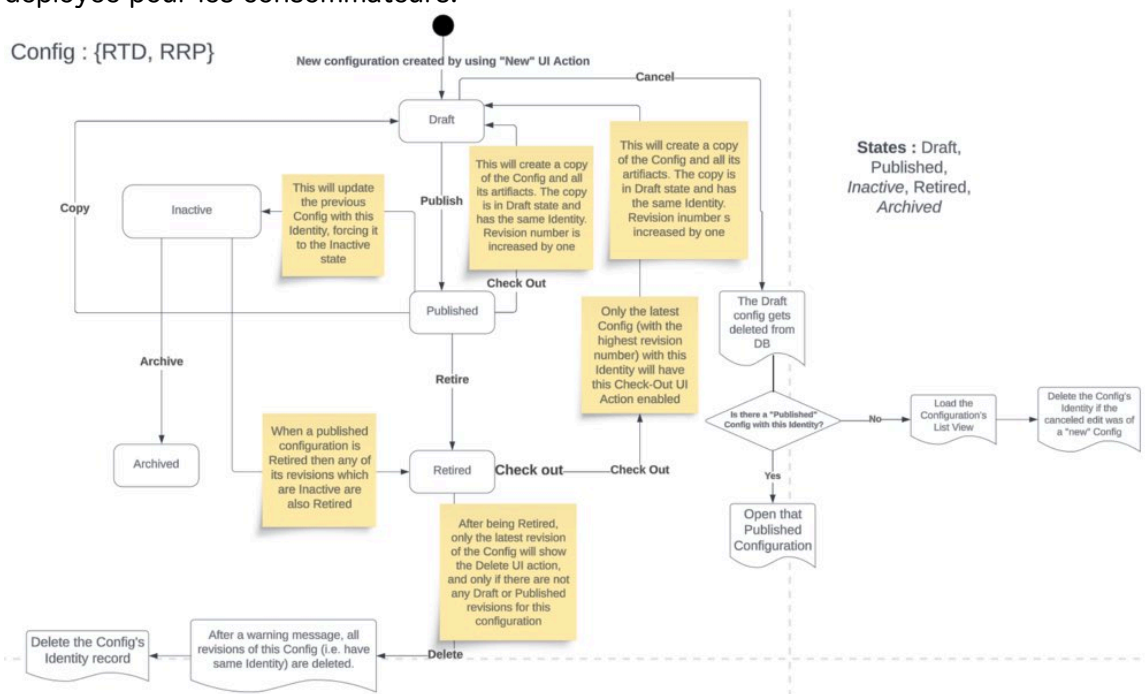 déployée pour les consommateurs.
Config : {RTD, RRP}
New configuration created by using "New" UI Action
Cancel
Draft
States : Draft,
Published,
Inactive, Retired,
Archived
Copy
Inactive
This will update
the previous
Config with this
Identity, forcing it
to the Inactive
state
Publish
This will create a copy
of the Config and all
its artifiacts. The copy
is in Draft state and
has the same Identity.
Revision number is
increased by one
This will create a copy
of the Config and all its
artifacts. The copy is
in Draft state and has
the same Identity.
Revision inumber s
increased by one
Check Out
Published
The Draft
config gets
deleted from
DB
Only the latest
Config (with the
highest revision
number) with this
Identity will have
this Check-Out UI
Action enabled
Archive
Retire
Is there a "Published"
Config with this Identity?
No
Load the
Configuration's
List View
Delete the Config's
Identity if the
canceled edit was of
a "new" Config
When a published
configuration is
Retired then any of
its revisions which
are Inactive are
also Retired
Archived
Retired
Check out
Check Out
Yes
Open that
Published
Configuration
After being Retired,
only the latest revision
of the Config will show
the Delete UI action,
and only if there are not
any Draft or Published
revisions for this
configuration
Delete the Config's
Identity record
After a warning message, all
revisions of this Config (i.e. have
same Identity) are deleted.
Delete